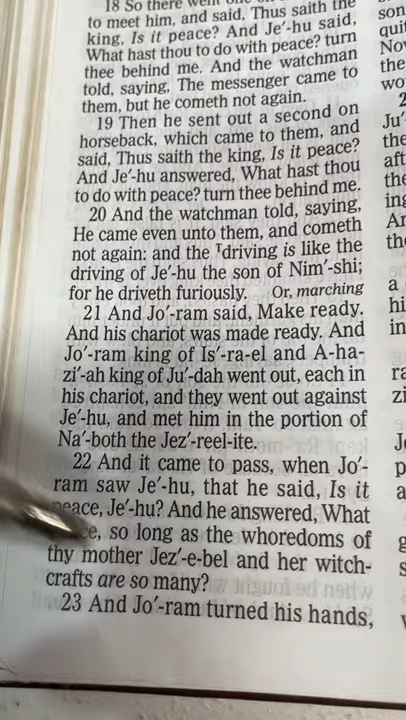 18 So there went one on
to meet him, and said, Thus saith the
king, Is it peace? And Je′-hu said,
What hast thou to do with peace? turn
thee behind me. And the watchman
told, saying, The messenger came to
them, but he cometh not again.
19 Then he sent out a second on
horseback, which came to them, and
said, Thus saith the king, Is it peace?
And Je′-hu answered, What hast thou
to do with peace? turn thee behind me.
20 And the watchman told, saying,
He came even unto them, and cometh
not again: and the ᵀdriving is like the
driving of Je′-hu the son of Nim′-shi;
for he driveth furiously. Or, marching
21 And Jo′-ram said, Make ready.
And his chariot was made ready. And
Jo′-ram king of Is′-ra-el and A-ha-
zi′-ah king of Ju′-dah went out, each in
his chariot, and they went out against
Je′-hu, and met him in the portion of
Na′-both the Jez′-reel-ite.
22 And it came to pass, when Jo′-
ram saw Je′-hu, that he said, Is it
peace, Je′-hu? And he answered, What
so long as the whoredoms of
thy mother Jez′-e-bel and her witch-
crafts are so many?
23 And Jo′-ram turned his hands,